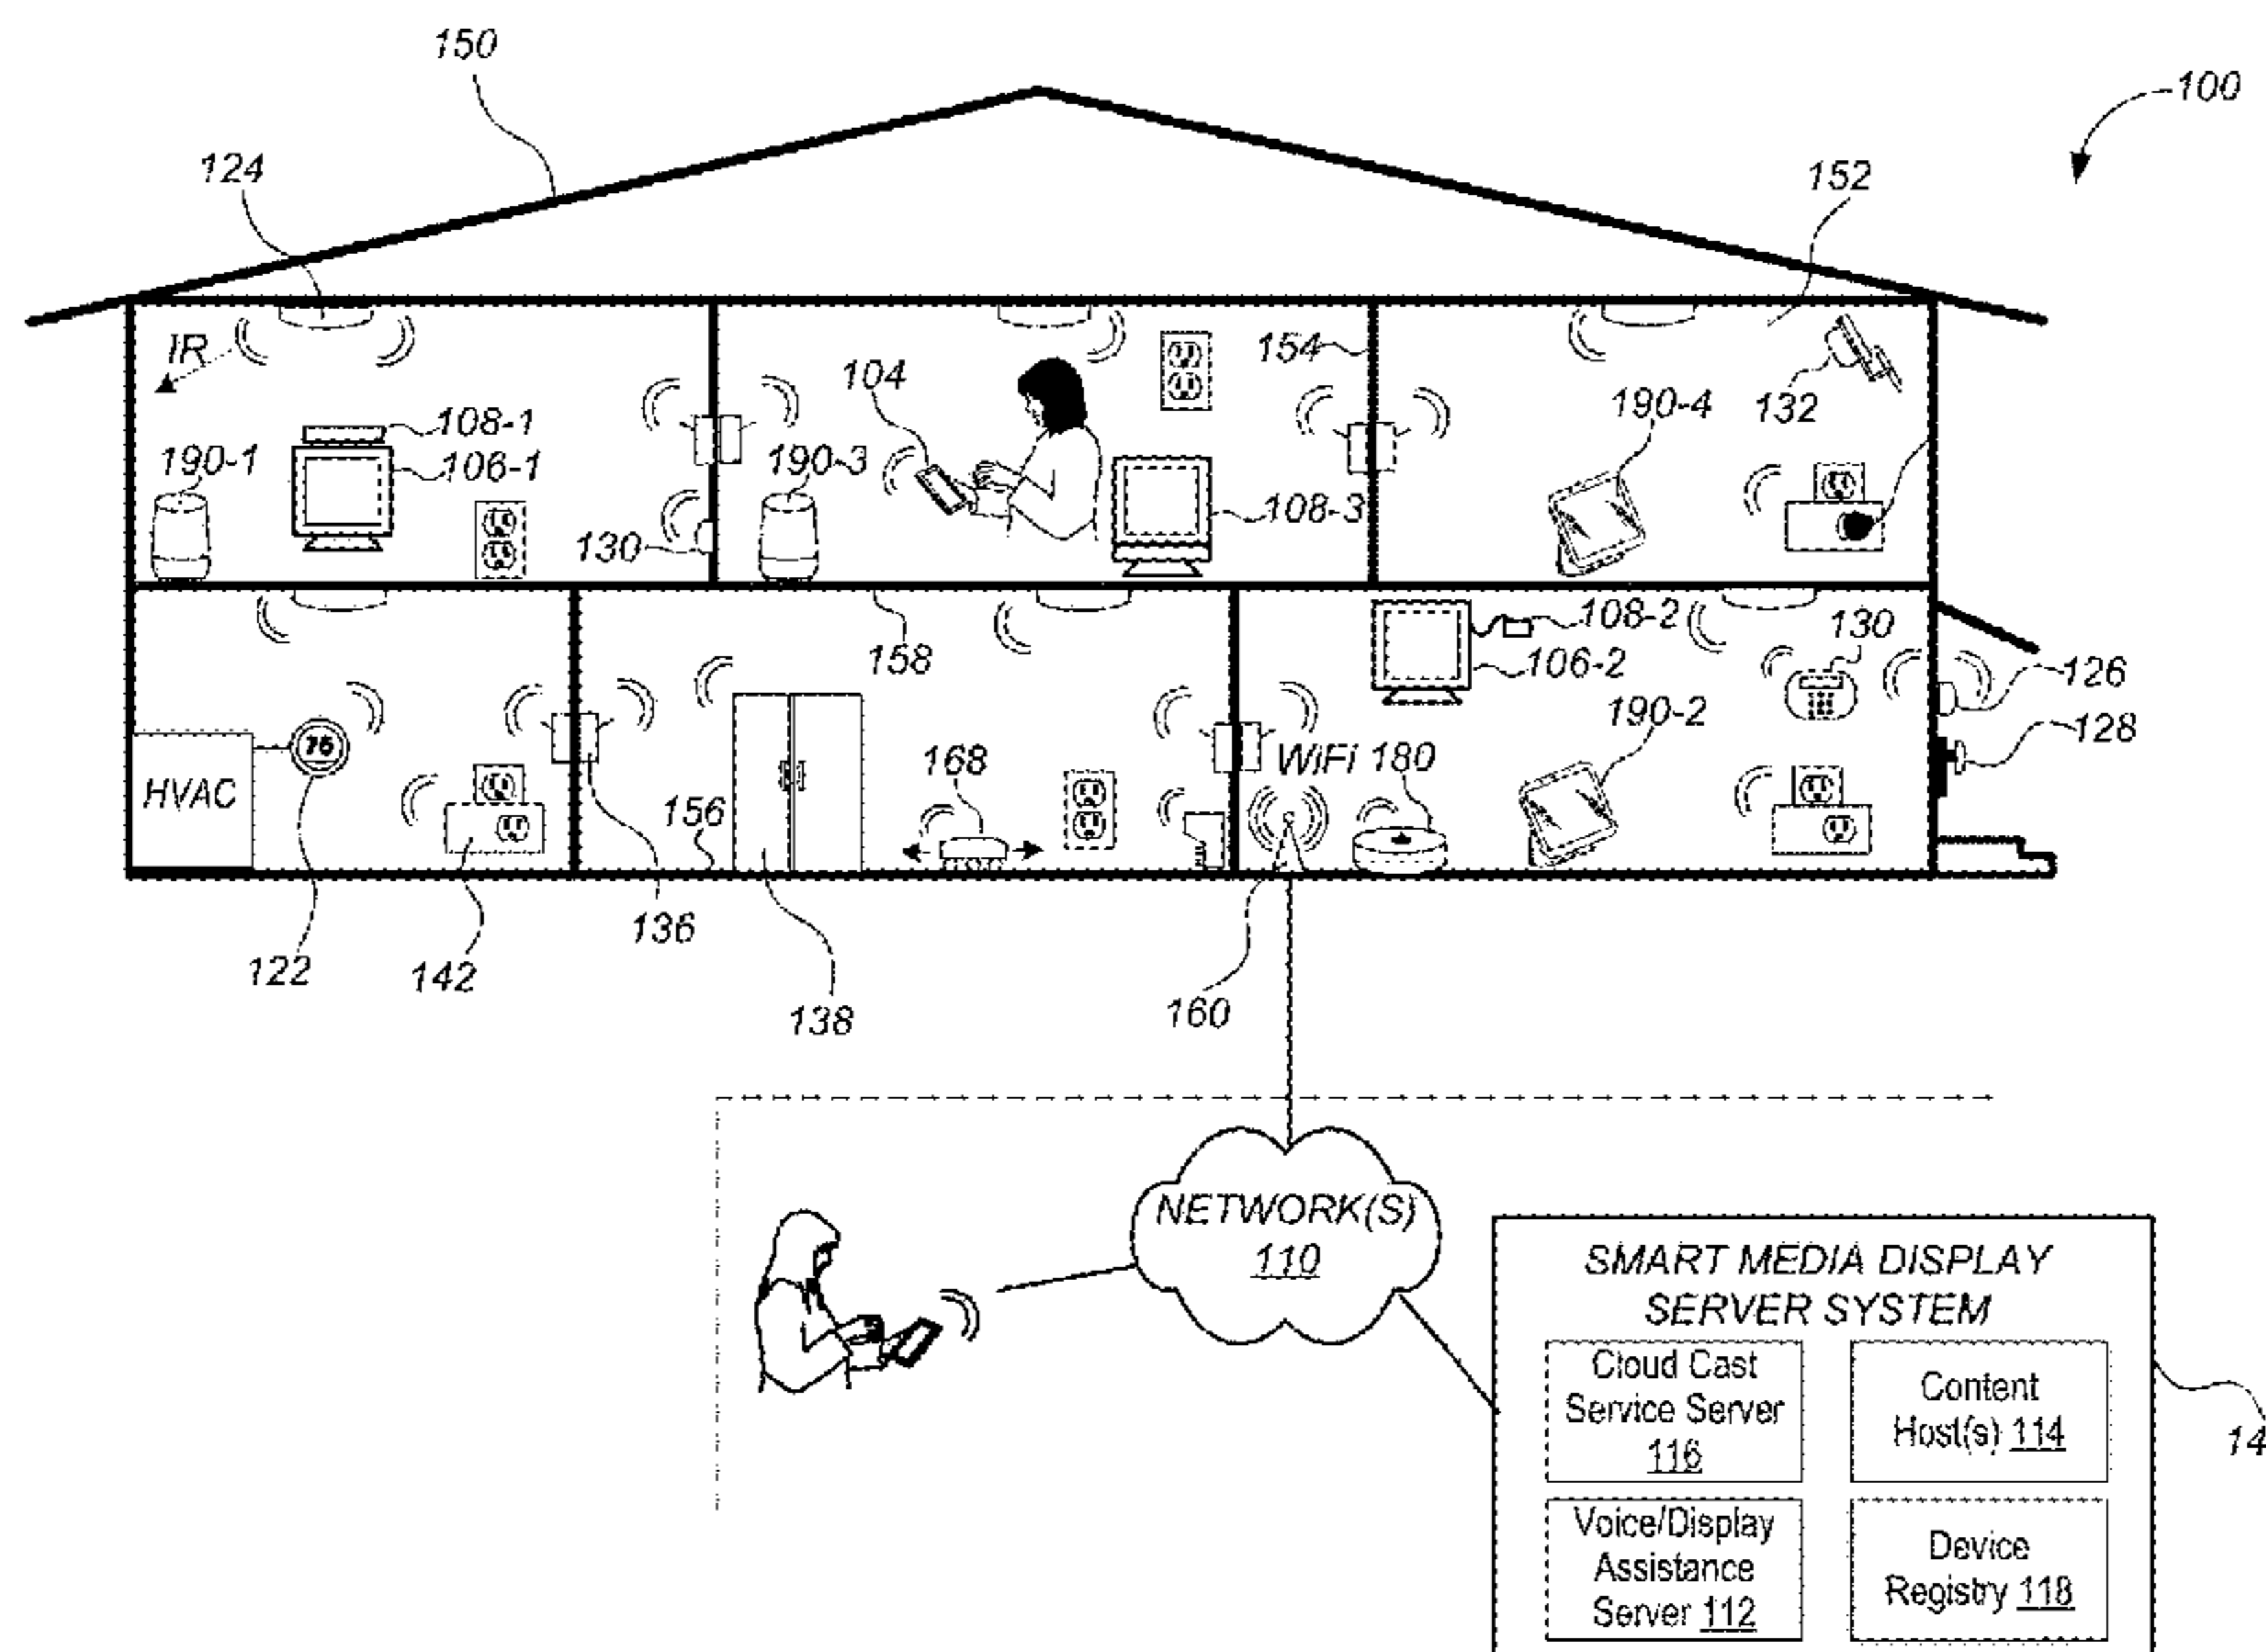 150
100
124
152
IR
154
104
132
108-1
190-4
190-1
106-1
190-3
108-3
130
108-2
130
158
106-2
126
190-2
128
76
WiFi 180
HVAC
168
156
136
122
142
160
138
NETWORK(S)
110
SMART MEDIA DISPLAY
SERVER SYSTEM
Cloud Cast
Service Server
116
Content
Host(s) 114
14
Voice/Display
Assistance
Server 112
Device
Registry 118